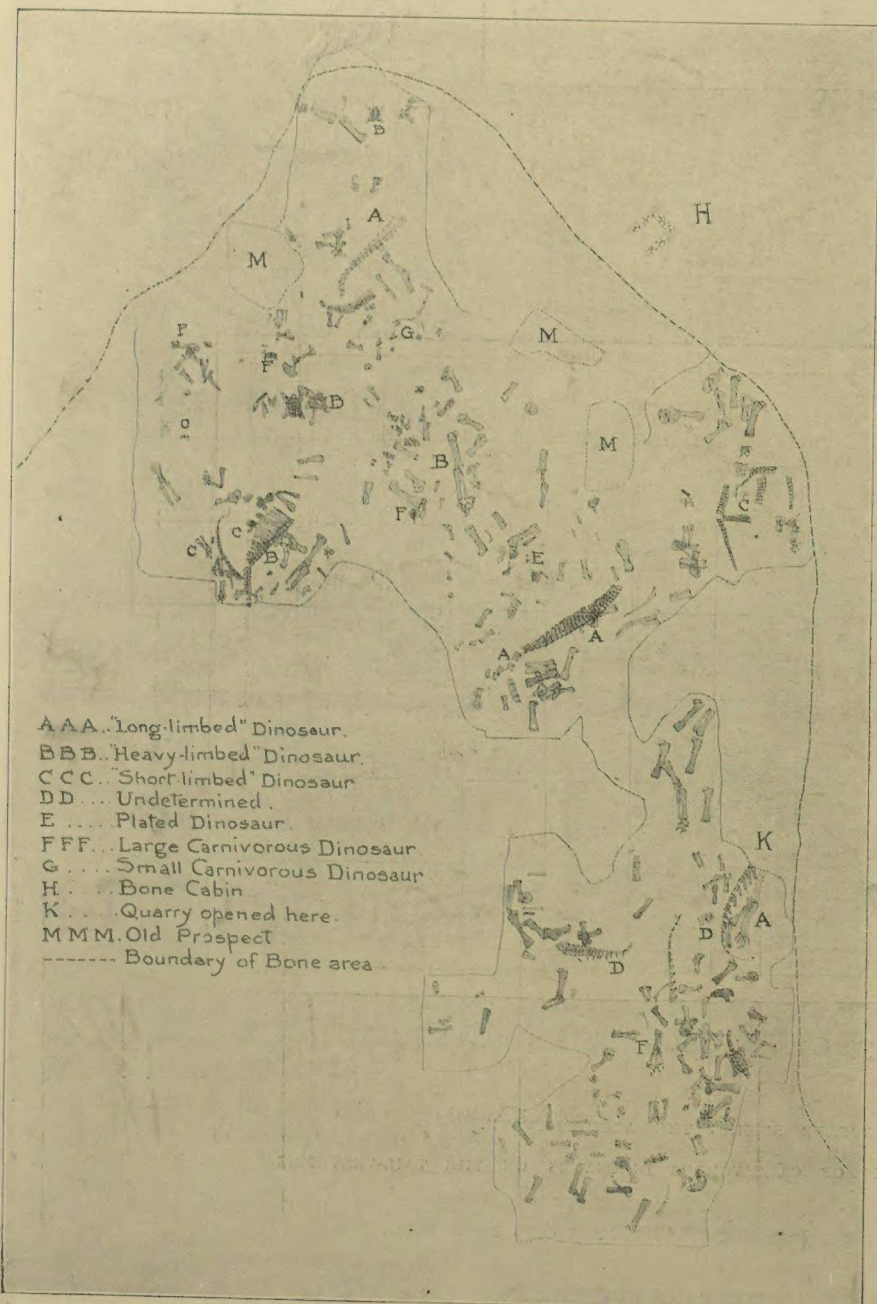 B
F
A
H
M
F
G
M
F
B
M
B
C
F
C
C
B
E
A
A
A A A .. "Long-limbed" Dinosaur.
B B B .. "Heavy-limbed" Dinosaur.
C C C .. "Short-limbed" Dinosaur
D D .... Undetermined.
E ..... Plated Dinosaur.
F F F ... Large Carnivorous Dinosaur
G ..... Small Carnivorous Dinosaur.
H .... Bone Cabin
K ..... Quarry opened here.
M M M. Old Prospect
------- Boundary of Bone area.
K
D
A
D
F